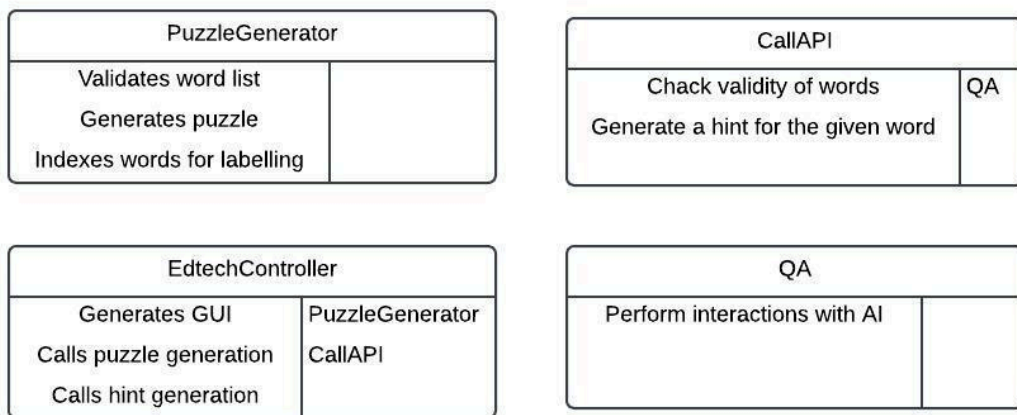 PuzzleGenerator
Validates word list
Generates puzzle
Indexes words for labelling
CallAPI
Chack validity of words
QA
Generate a hint for the given word
EdtechController
Generates GUI
PuzzleGenerator
Calls puzzle generation
CallAPI
Calls hint generation
QA
Perform interactions with AI